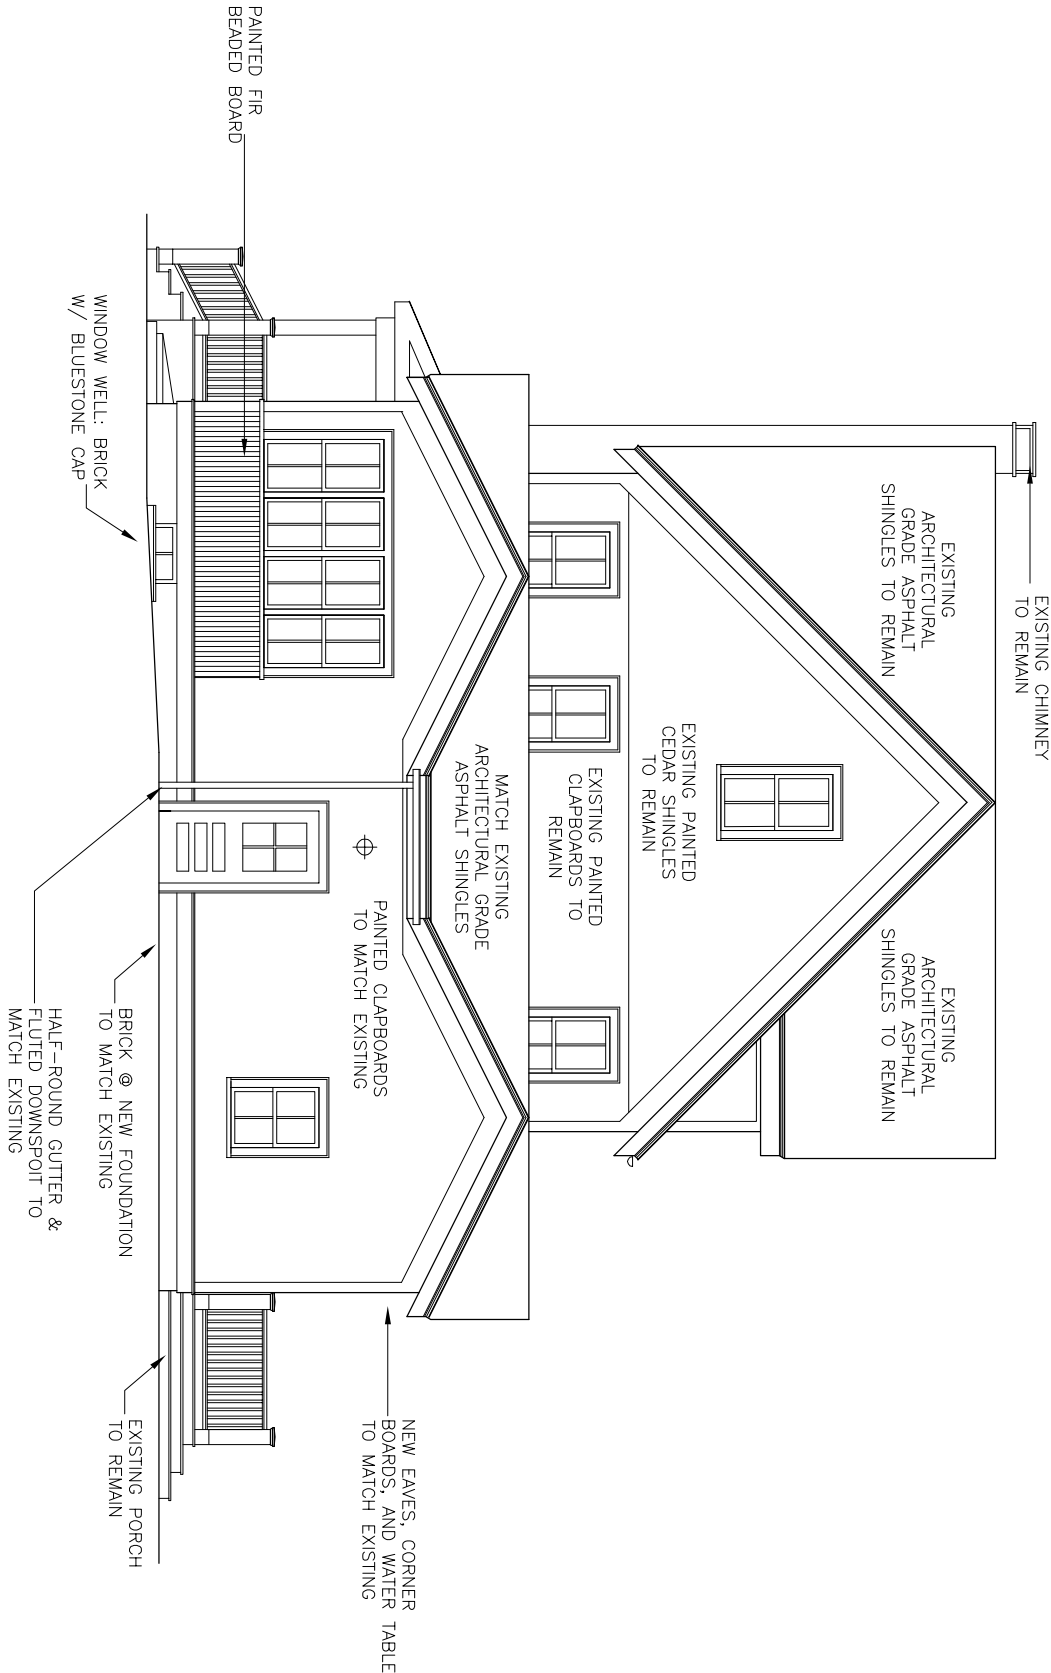 EXISTING CHIMNEY
TO REMAIN
EXISTING
ARCHITECTURAL
GRADE ASPHALT
SHINGLES TO REMAIN
EXISTING
ARCHITECTURAL
GRADE ASPHALT
SHINGLES TO REMAIN
EXISTING PAINTED
CEDAR SHINGLES
TO REMAIN
EXISTING PAINTED
CLAPBOARDS TO
REMAIN
MATCH EXISTING
ARCHITECTURAL GRADE
ASPHALT SHINGLES
NEW EAVES, CORNER
BOARDS, AND WATER TABLE
TO MATCH EXISTING
PAINTED CLAPBOARDS
TO MATCH EXISTING
PAINTED FIR
BEADED BOARD
WINDOW WELL: BRICK
W/ BLUESTONE CAP
BRICK @ NEW FOUNDATION
TO MATCH EXISTING
EXISTING PORCH
TO REMAIN
HALF-ROUND GUTTER &
FLUTED DOWNSPOIT TO
MATCH EXISTING